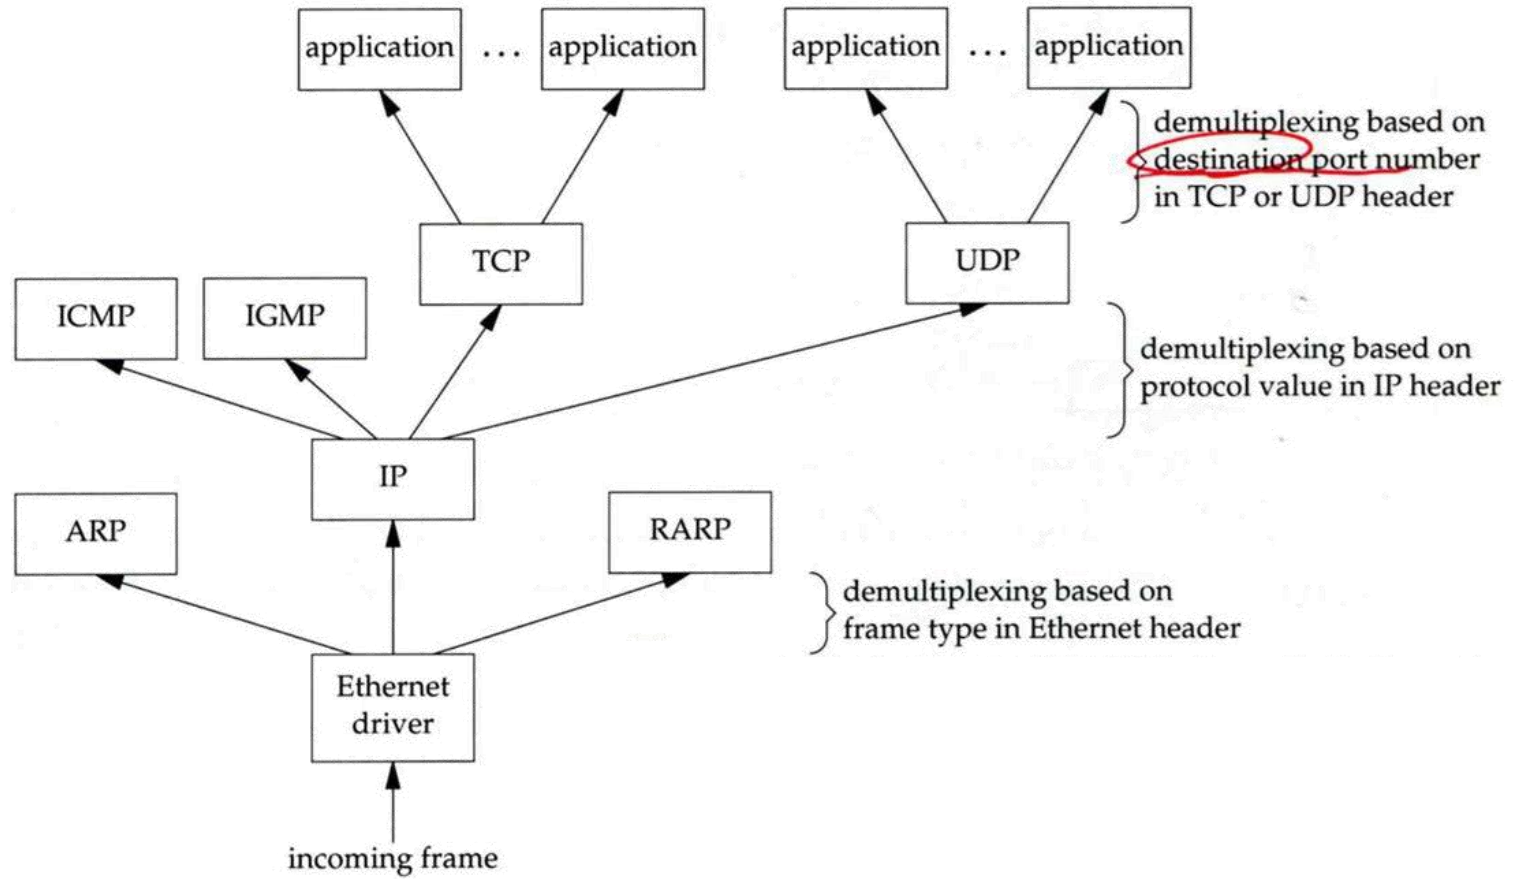 application ... application application ... application
demultiplexing based on
destination port number
in TCP or UDP header
TCP UDP
ICMP IGMP
demultiplexing based on
protocol value in IP header
IP
ARP RARP
demultiplexing based on
frame type in Ethernet header
Ethernet
driver
incoming frame